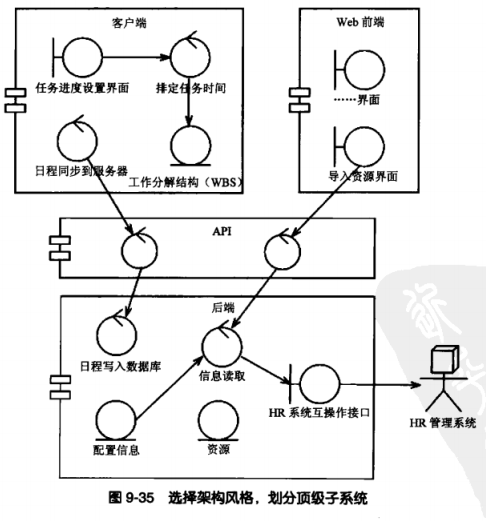 客户端
Web 前端
任务进度设置界面
排定任务时间
……界面
日程同步到服务器
工作分解结构（WBS）
导入资源界面
API
后端
日程写入数据库
信息读取
HR 系统互操作接口
HR 管理系统
配置信息
资源
图 9-35 选择架构风格，划分顶级子系统